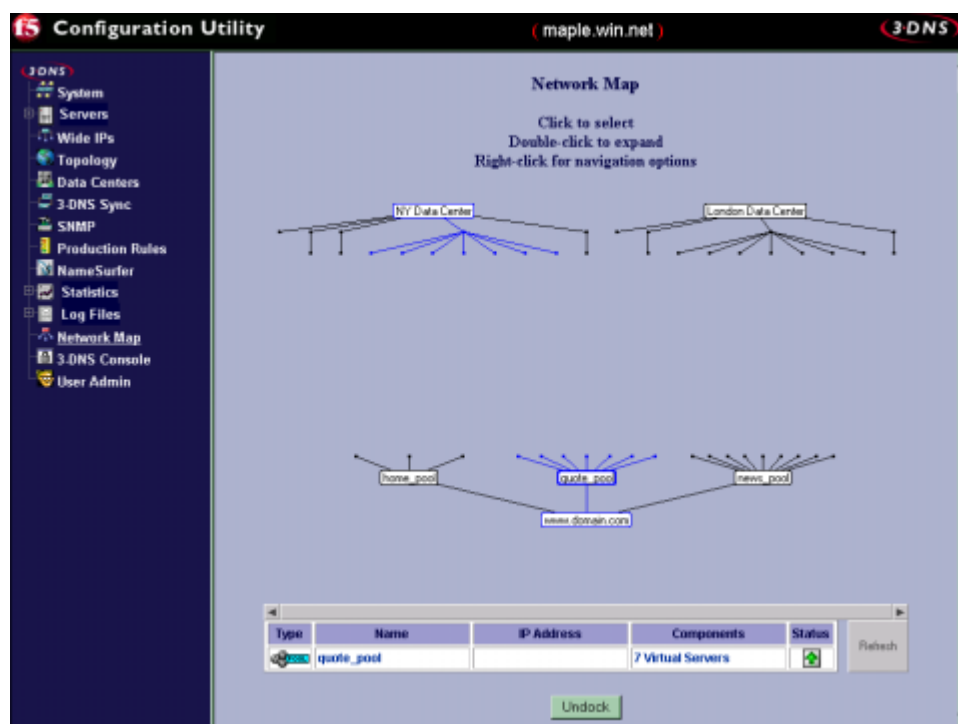 f5 Configuration Utility
( maple.win.net )
3-DNS
3DNS
System
Servers
Wide IPs
Topology
Data Centers
3-DNS Sync
SNMP
Production Rules
NameSurfer
Statistics
Log Files
Network Map
3-DNS Console
User Admin
Network Map
Click to select
Double-click to expand
Right-click for navigation options
NY Data Center
London Data Center
home_pool
quote_pool
news_pool
www.domain.com
Type Name IP Address Components Status
quote_pool 7 Virtual Servers
Refresh
Undock